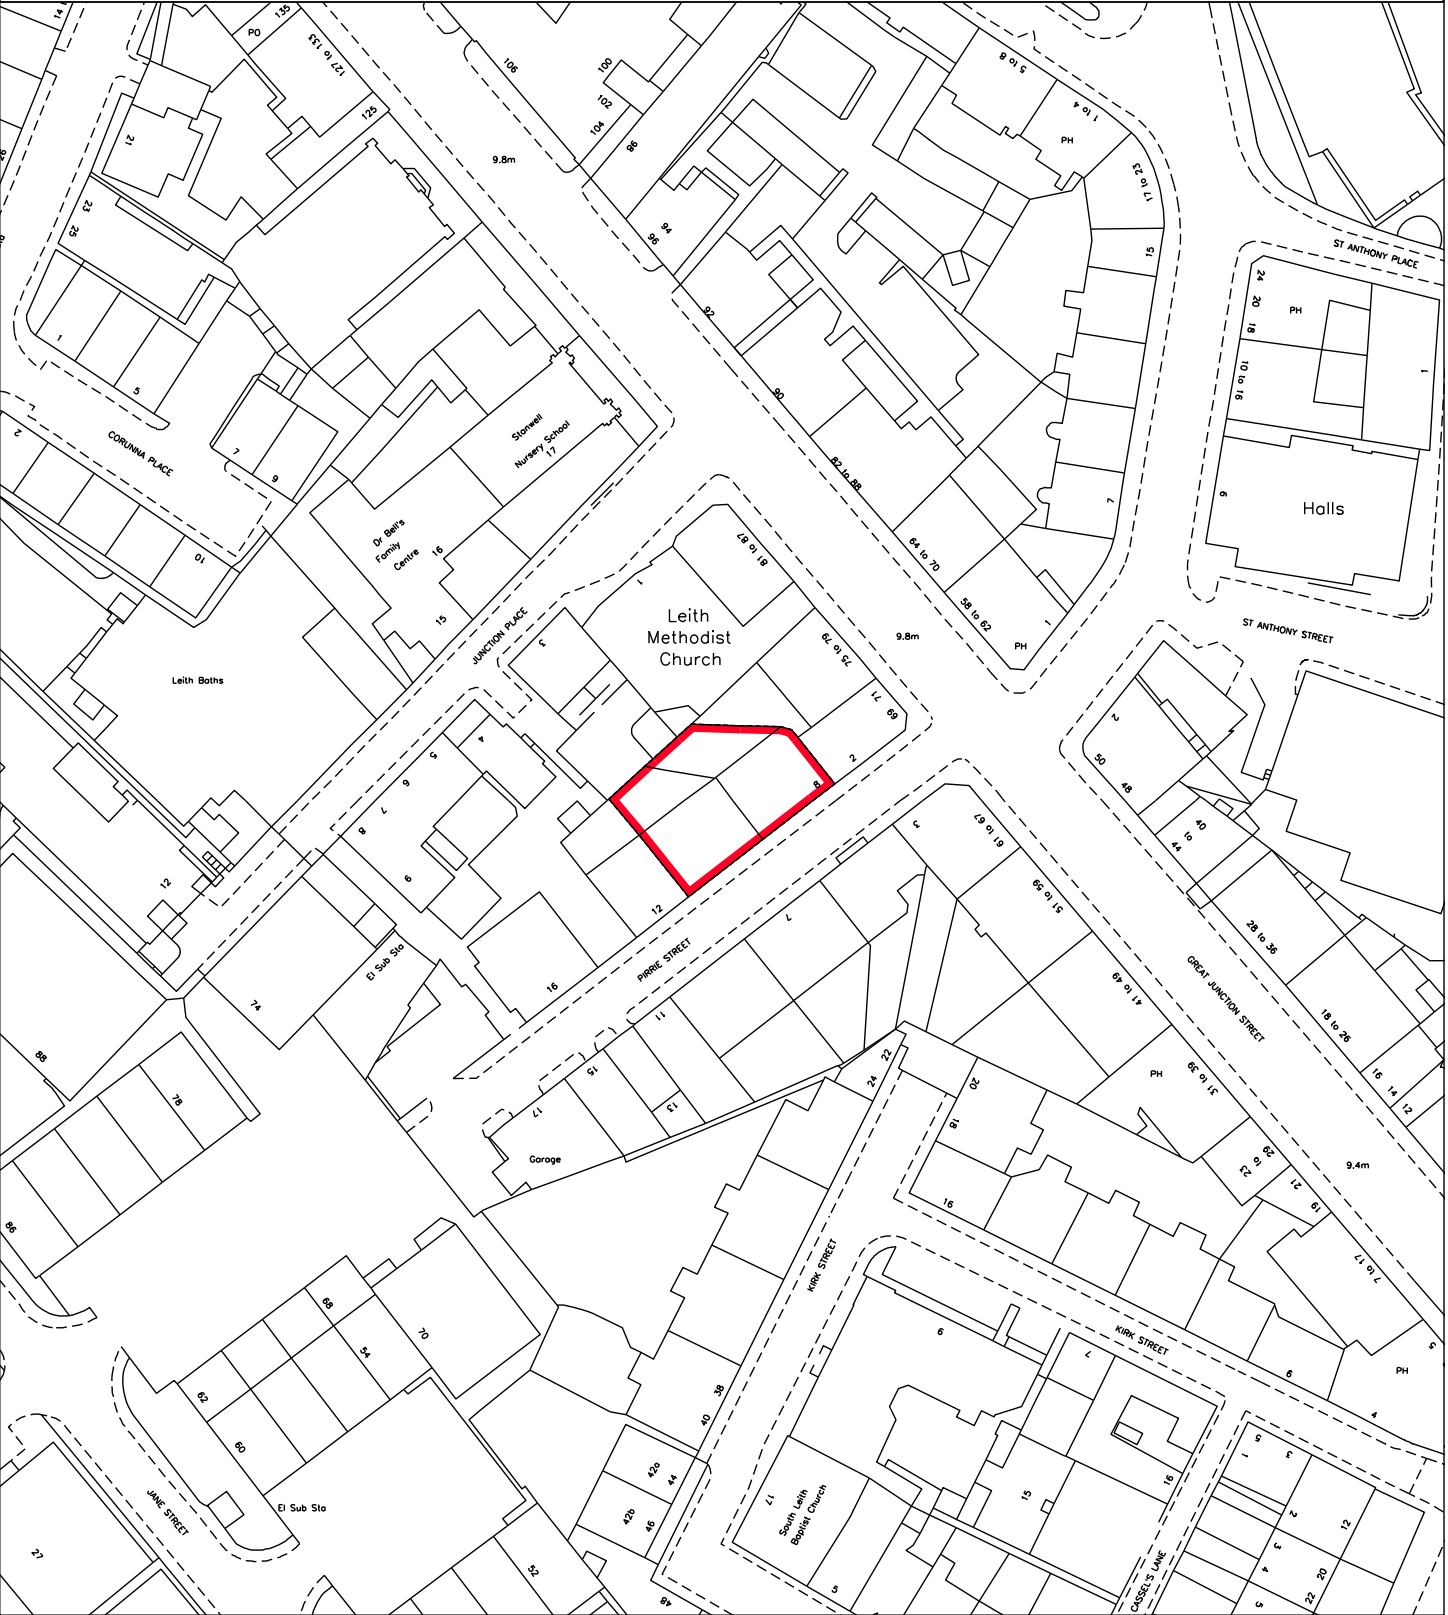 14
135
PO
127 to 133
125
106
100
102
104
98
9.8m
5 to 8
1 to 4
PH
17 to 23
15
21
23
25
94
96
92
ST ANTHONY PLACE
24
20
18
PH
10 to 16
1
1
5
CORUNNA PLACE
2
7
9
10
Stanwell
Nursery School
17
90
82 to 88
7
6
Halls
Dr Bell's
Family
Centre
16
15
81 to 87
64 to 70
58 to 62
1
PH
ST ANTHONY STREET
JUNCTION PLACE
1
Leith
Methodist
Church
3
75 to 79
9.8m
71
69
2
8
Leith Baths
4
5
6
7
8
9
12
2
50
48
40
to
44
3
61 to 67
51 to 59
28 to 36
12
7
PIRRIE STREET
16
El Sub Sta
74
41 to 49
GREAT JUNCTION STREET
18 to 26
16
14
12
88
78
11
15
13
17
Garage
22
24
20
18
16
PH
31 to 39
29
to
23
21
19
9.4m
86
7 to 17
5
PH
KIRK STREET
KIRK STREET
6
7
6
4
68
70
54
62
60
38
40
42a
44
42b
46
48
JANE STREET
El Sub Sta
27
52
17
South Leith
Baptist Church
5
15
16
CASSEL'S LANE
5
3
1
2
12
3
4
20
22
5